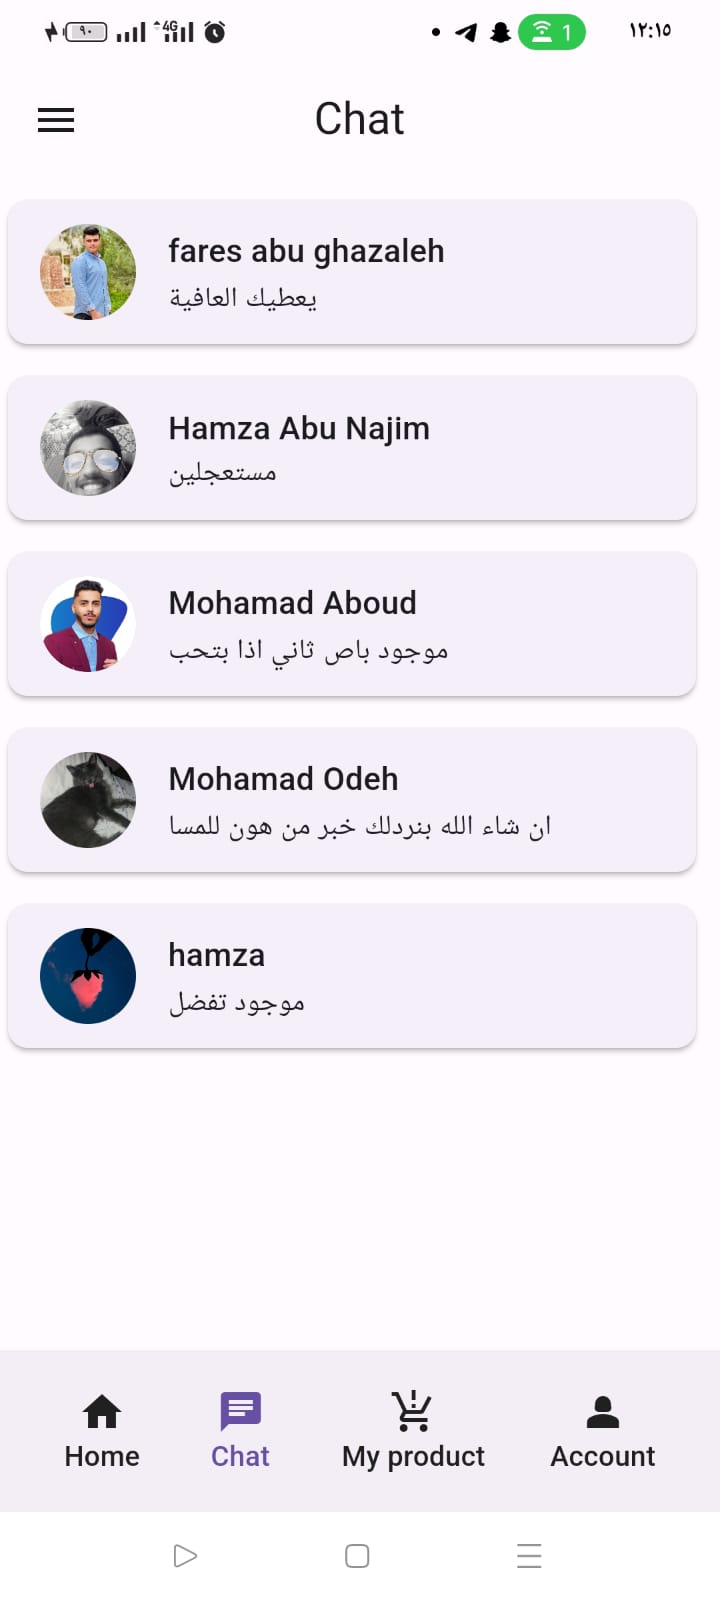 ٩٠ 4G 1 ١٢:١٥
Chat
fares abu ghazaleh
يعطيك العافية
Hamza Abu Najim
مستعجلين
Mohamad Aboud
موجود باص ثاني اذا بتحب
Mohamad Odeh
ان شاء الله بنردلك خبر من هون للمسا
hamza
موجود تفضل
Home Chat My product Account